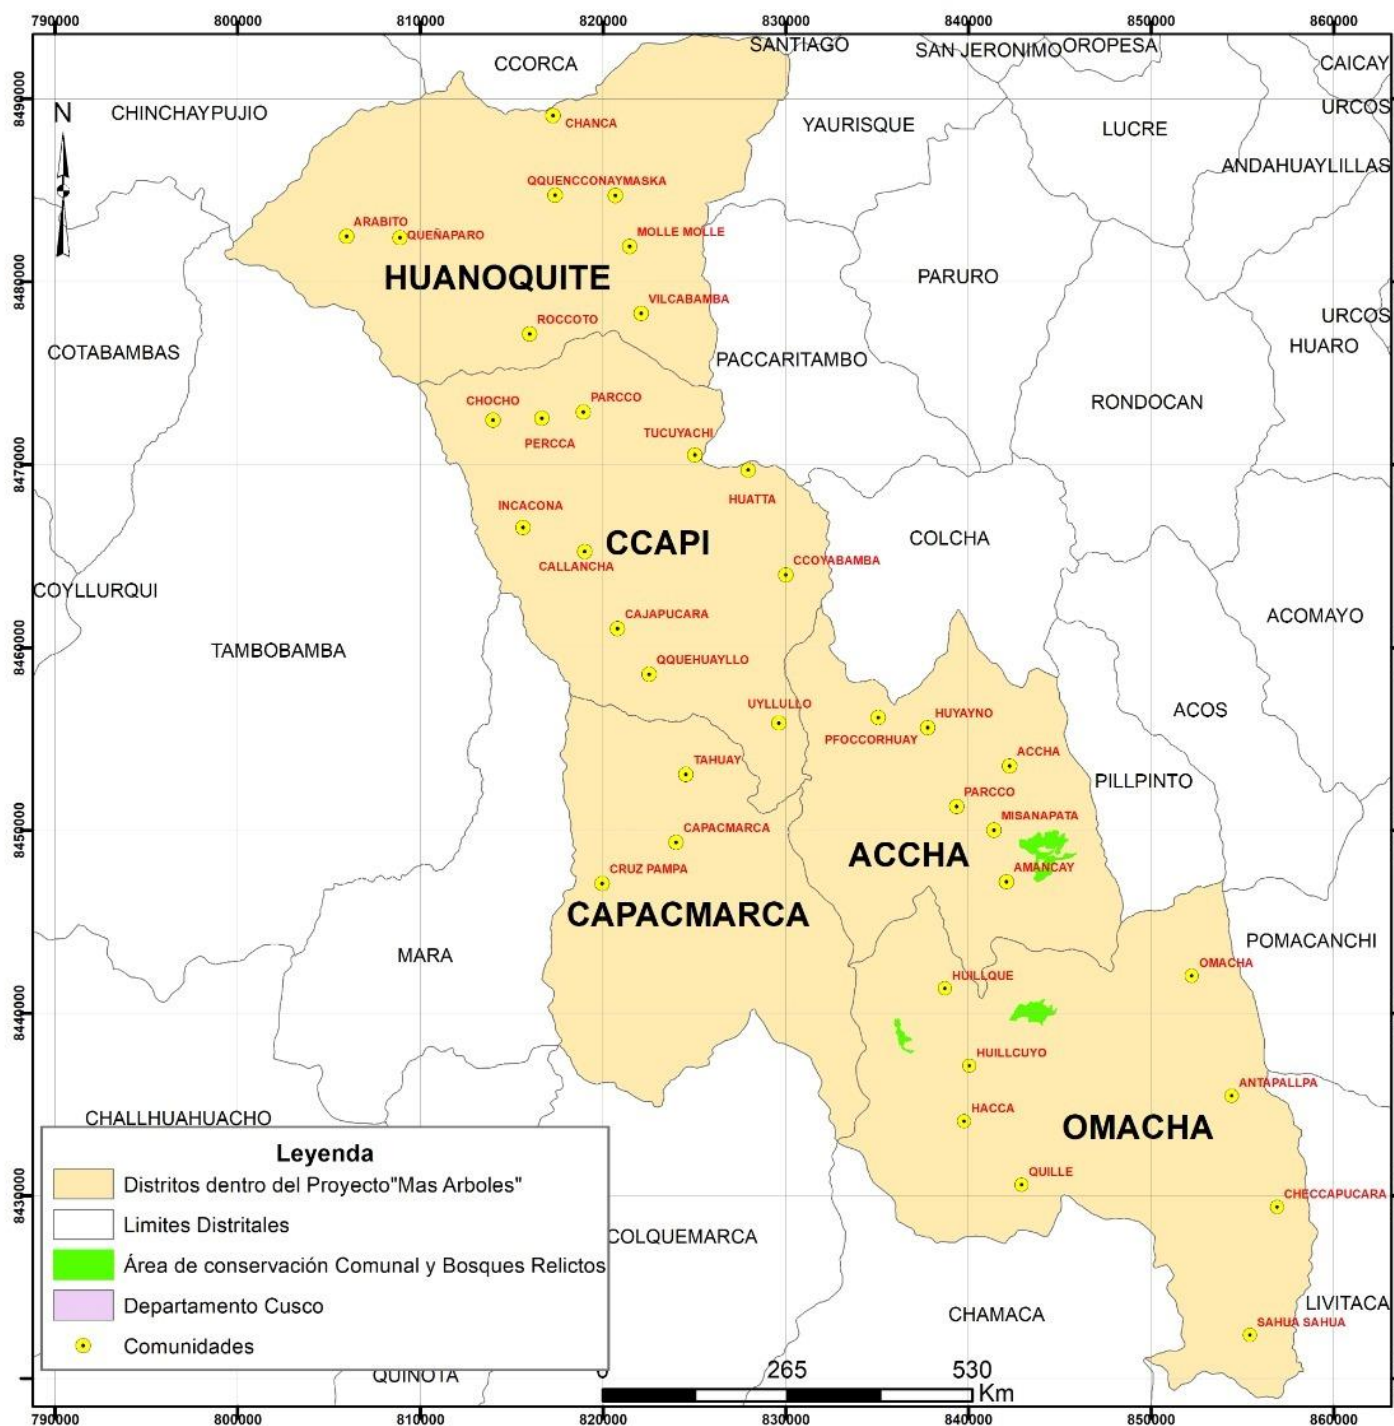 790000 800000 810000 820000 830000 840000 850000 860000
SANTIAGO
SAN JERONIMO
OROPESA
CCORCA
CAICAY
8490000
CHINCHAYPUJIO
N
CHANCA
YAURISQUE
LUCRE
URCOS
ANDAHUAYLILLAS
QQUENCCONAYMASKA
ARABITO
QUEÑAPARO
MOLLE MOLLE
8480000
HUANOQUITE
PARURO
VILCABAMBA
ROCCOTO
URCOS
HUARO
COTABAMBAS
PACCARITAMBO
CHOCHO
PARCCO
PERCCA
TUCUYACHI
RONDOCAN
8470000
HUATTA
INCACONA
CCAPI
COLCHA
CALLANCHA
CCOYABAMBA
COYLLURQUI
CAJAPUCARA
ACOMAYO
8460000
TAMBOBAMBA
QQUEHUAYLLO
UYLLULLO
HUYAYNO
PFOCCORHUAY
ACOS
TAHUAY
ACCHA
PILLPINTO
PARCCO
MISANAPATA
8450000
CAPACMARCA
ACCHA
CRUZ PAMPA
AMANCAY
CAPACMARCA
MARA
POMACANCHI
OMACHA
HUILLQUE
8440000
HUILLCUYO
ANTAPALLPA
HACCA
CHALLHUAHUACHO
OMACHA
QUILLE
CHECCAPUCARA
8430000
COLQUEMARCA
LIVITACA
CHAMACA
SAHUA SAHUA
Leyenda
Distritos dentro del Proyecto"Mas Arboles"
Limites Distritales
Área de conservación Comunal y Bosques Relictos
Departamento Cusco
Comunidades
QUIÑOTA
0 265 530
Km
790000 800000 810000 820000 830000 840000 850000 860000